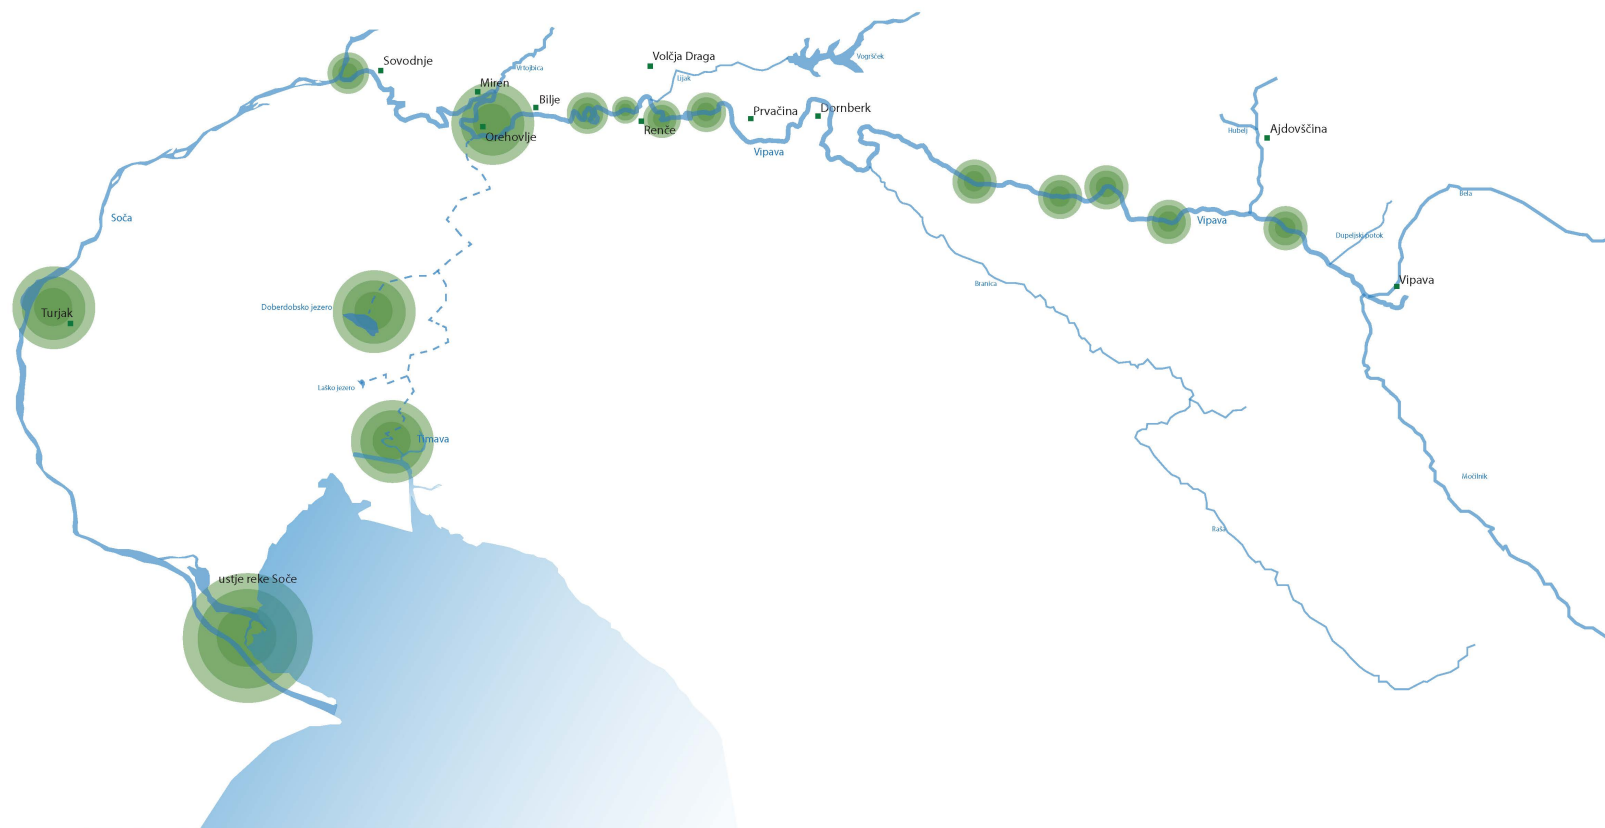 Sovodnje
Volčja Draga
Vogršček
Vrtojbica
Lijak
Miren
Bilje
Prvačina
Dornberk
Renče
Orehovlje
Ajdovščina
Hubelj
Vipava
Bela
Soča
Vipava
Dupeljski potok
Vipava
Branica
Doberdobsko jezero
Turjak
Laško jezero
Timava
Močilnik
Raša
ustje reke Soče